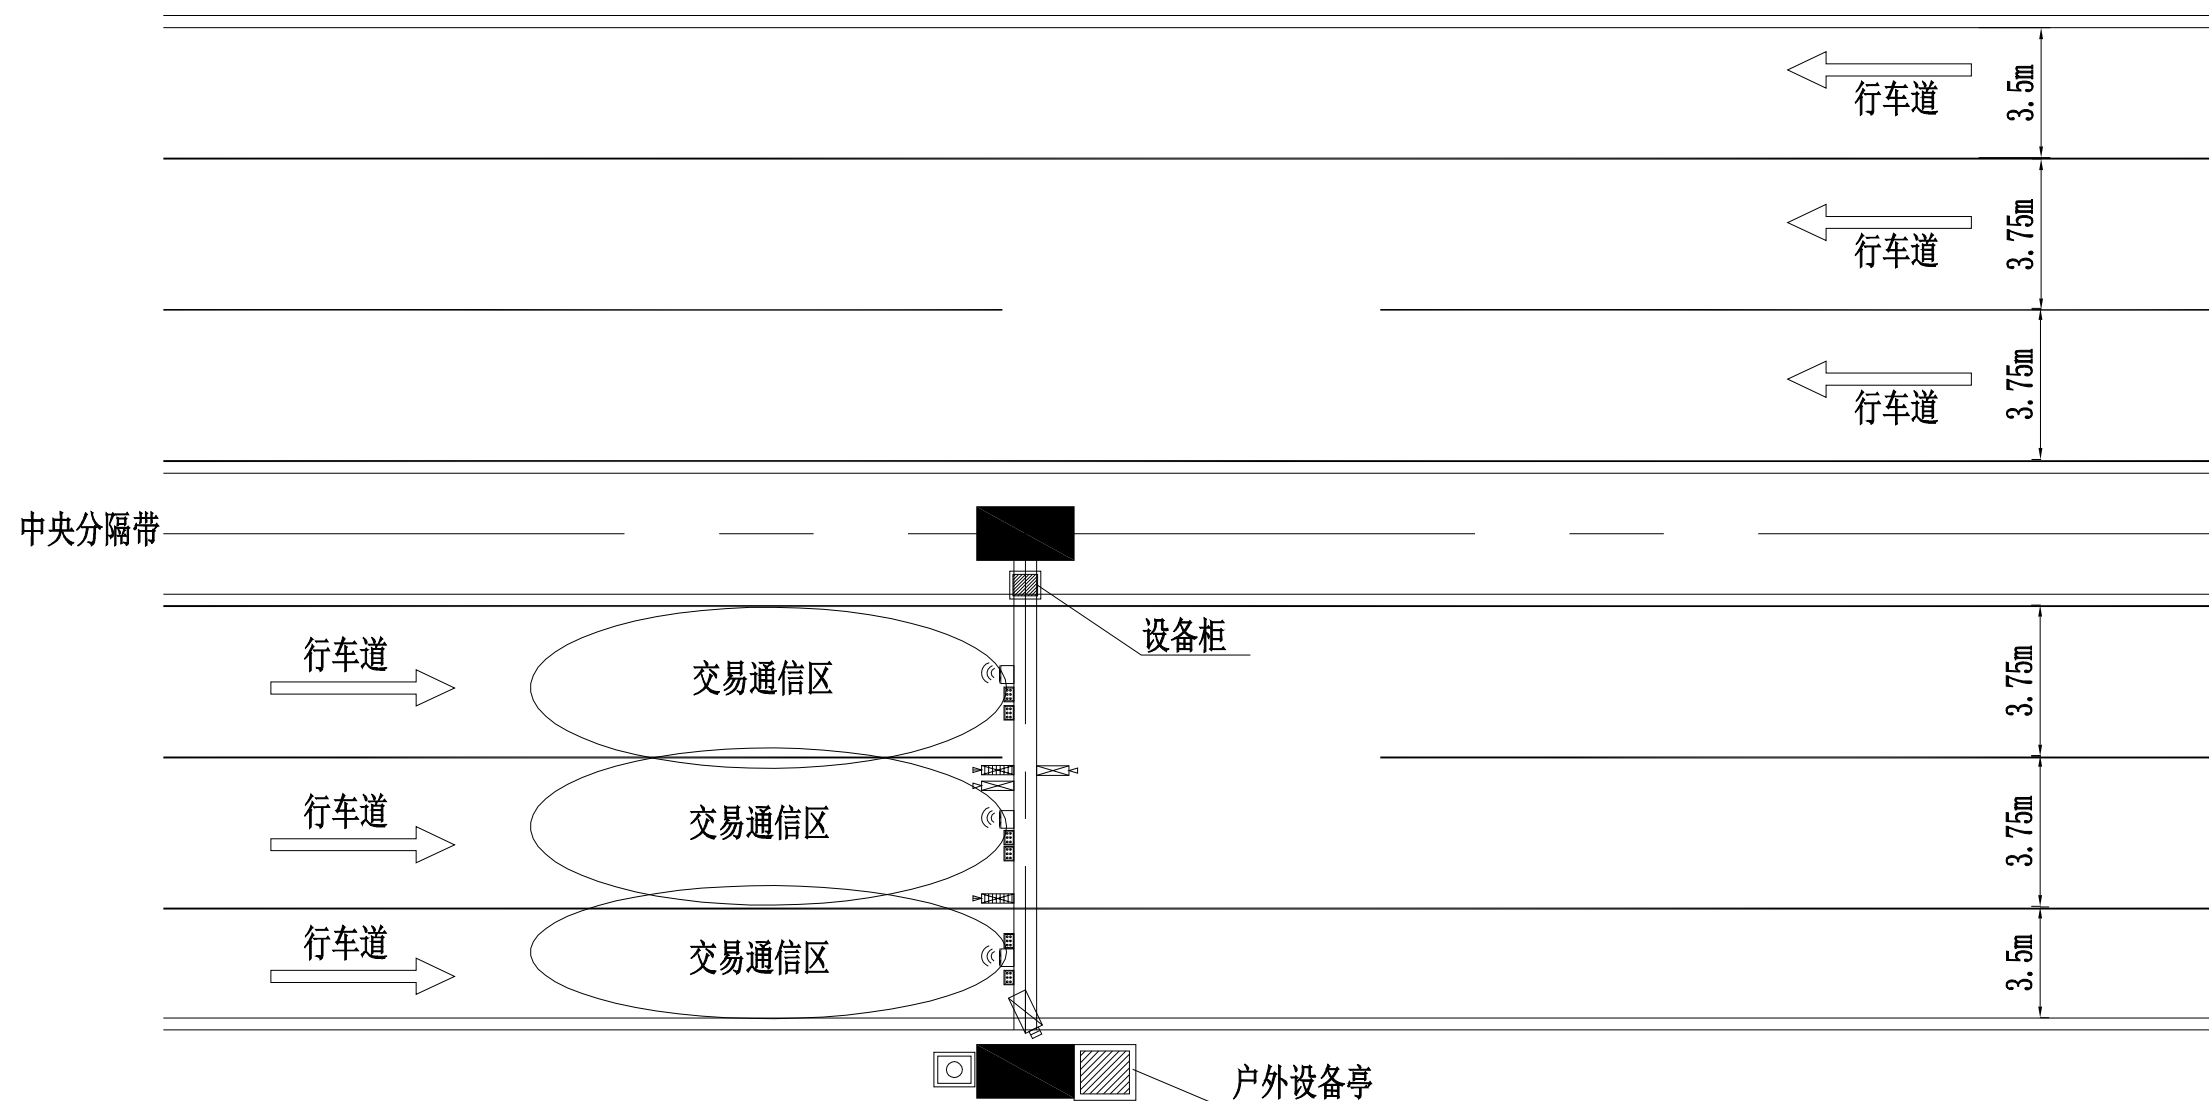 行车道
3.5m
行车道
3.75m
行车道
3.75m
中央分隔带
设备柜
行车道
交易通信区
3.75m
行车道
交易通信区
3.75m
行车道
交易通信区
3.5m
户外设备亭